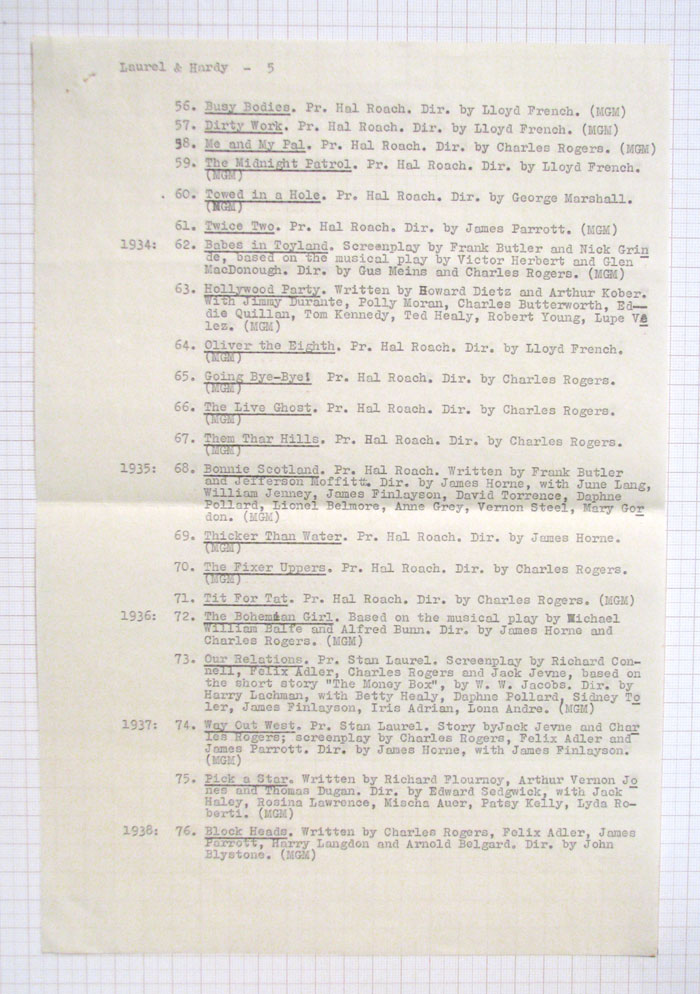 Laurel & Hardy - 5
56. Busy Bodies. Pr. Hal Roach. Dir. by Lloyd French. (MGM)
57. Dirty Work. Pr. Hal Roach. Dir. by Lloyd French. (MGM)
58. Me and My Pal. Pr. Hal Roach. Dir. by Charles Rogers. (MGM)
59. The Midnight Patrol. Pr. Hal Roach. Dir. by Lloyd French.
(MGM)
60. Towed in a Hole. Pr. Hal Roach. Dir. by George Marshall.
(MGM)
61. Twice Two. Pr. Hal Roach. Dir. by James Parrott. (MGM)
1934: 62. Babes in Toyland. Screenplay by Frank Butler and Nick Grin
de, based on the musical play by Victor Herbert and Glen
MacDonough. Dir. by Gus Meins and Charles Rogers. (MGM)
63. Hollywood Party. Written by Howard Dietz and Arthur Kober.
With Jimmy Durante, Polly Moran, Charles Butterworth, Ed-
die Quillan, Tom Kennedy, Ted Healy, Robert Young, Lupe Ve
lez. (MGM)
64. Oliver the Eighth. Pr. Hal Roach. Dir. by Lloyd French.
(MGM)
65. Going Bye-Bye! Pr. Hal Roach. Dir. by Charles Rogers.
(MGM)
66. The Live Ghost. Pr. Hal Roach. Dir. by Charles Rogers.
(MGM)
67. Them Thar Hills. Pr. Hal Roach. Dir. by Charles Rogers.
(MGM)
1935: 68. Bonnie Scotland. Pr. Hal Roach. Written by Frank Butler
and Jefferson Moffitt. Dir. by James Horne, with June Lang,
William Jenney, James Finlayson, David Torrence, Daphne
Pollard, Lionel Belmore, Anne Grey, Vernon Steel, Mary Gor
don. (MGM)
69. Thicker Than Water. Pr. Hal Roach. Dir. by James Horne.
(MGM)
70. The Fixer Uppers. Pr. Hal Roach. Dir. by Charles Rogers.
(MGM)
71. Tit For Tat. Pr. Hal Roach. Dir. by Charles Rogers. (MGM)
1936: 72. The Bohemian Girl. Based on the musical play by Michael
William Balfe and Alfred Bunn. Dir. by James Horne and
Charles Rogers. (MGM)
73. Our Relations. Pr. Stan Laurel. Screenplay by Richard Con-
nell, Felix Adler, Charles Rogers and Jack Jevne, based on
the short story "The Money Box", by W. W. Jacobs. Dir. by
Harry Lachman, with Betty Healy, Daphne Pollard, Sidney To
ler, James Finlayson, Iris Adrian, Lona Andre. (MGM)
1937: 74. Way Out West. Pr. Stan Laurel. Story byJack Jevne and Char
les Rogers; screenplay by Charles Rogers, Felix Adler and
James Parrott. Dir. by James Horne, with James Finlayson.
(MGM)
75. Pick a Star. Written by Richard Flournoy, Arthur Vernon Jo
nes and Thomas Dugan. Dir. by Edward Sedgwick, with Jack
Haley, Rosina Lawrence, Mischa Auer, Patsy Kelly, Lyda Ro-
berti. (MGM)
1938: 76. Block Heads. Written by Charles Rogers, Felix Adler, James
Parrott, Harry Langdon and Arnold Belgard. Dir. by John
Blystone. (MGM)